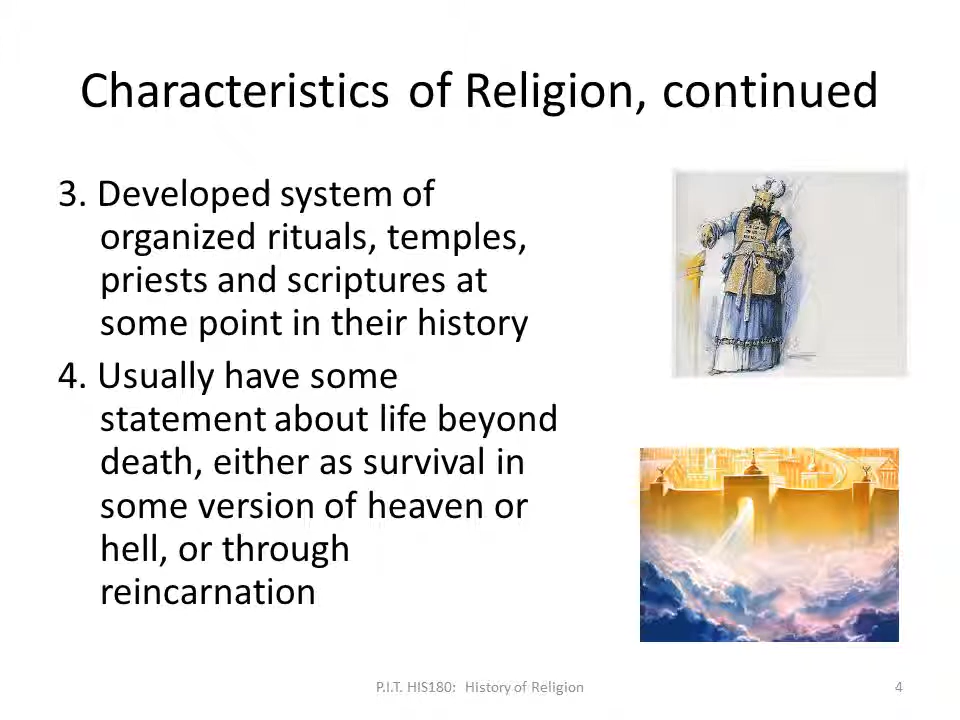 Characteristics of Religion, continued
3. Developed system of
organized rituals, temples,
priests and scriptures at
some point in their history
4. Usually have some
statement about life beyond
death, either as survival in
some version of heaven or
hell, or through
reincarnation
P.I.T. HIS180: History of Religion
4